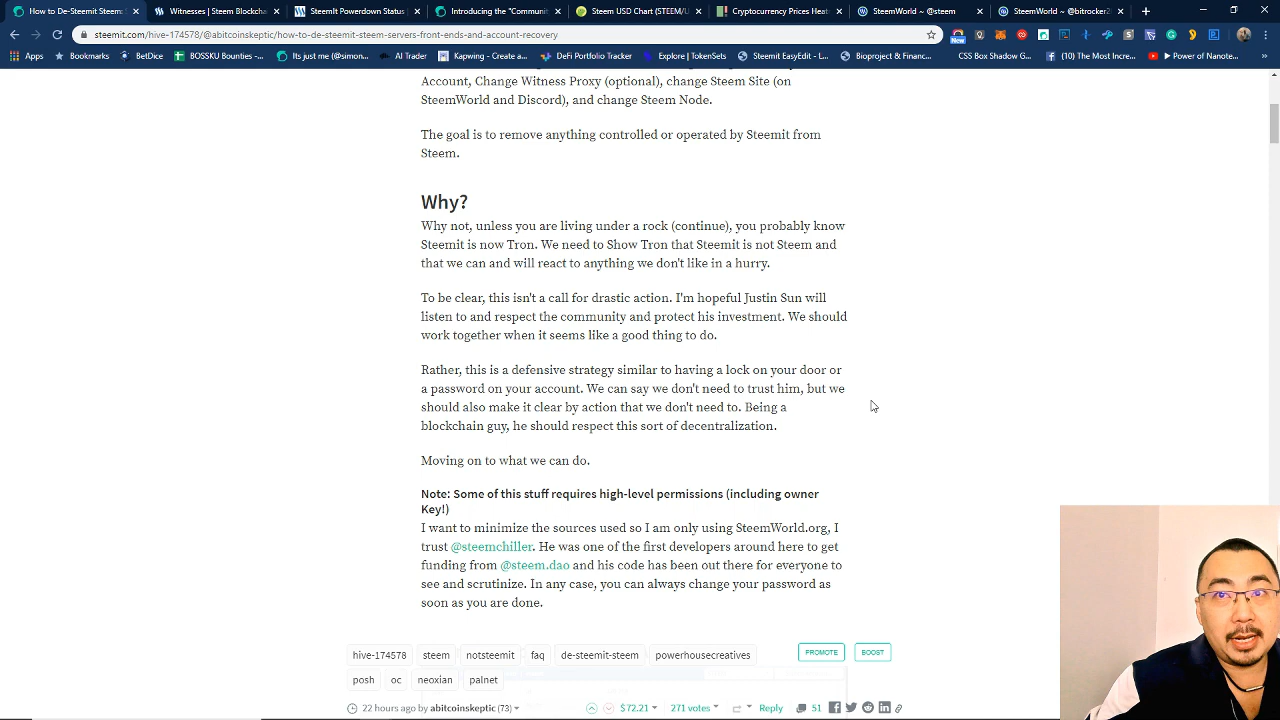 How to De-Steemit Steem:
Witnesses | Steem Blockch
SteemIt Powerdown Status
Introducing the "Communit
Steem USD Chart (STEEM/U
Cryptocurrency Prices Heat
SteemWorld ~ @steem
SteemWorld ~ @bitrocker2
steemit.com/hive-174578/@abitcoinskeptic/how-to-de-steemit-steem-servers-front-ends-and-account-recovery
New
Apps
Bookmarks
BetDice
BOSSKU Bounties -...
Its just me (@simon...
AI Trader
Kapwing - Create a...
DeFi Portfolio Tracker
Explore | TokenSets
Steemit EasyEdit - L...
Bioproject & Financ...
CSS Box Shadow G...
(10) The Most Incre...
Power of Nanote...
Account, Change Witness Proxy (optional), change Steem Site (on
SteemWorld and Discord), and change Steem Node.
The goal is to remove anything controlled or operated by Steemit from
Steem.
Why?
Why not, unless you are living under a rock (continue), you probably know
Steemit is now Tron. We need to Show Tron that Steemit is not Steem and
that we can and will react to anything we don't like in a hurry.
To be clear, this isn't a call for drastic action. I'm hopeful Justin Sun will
listen to and respect the community and protect his investment. We should
work together when it seems like a good thing to do.
Rather, this is a defensive strategy similar to having a lock on your door or
a password on your account. We can say we don't need to trust him, but we
should also make it clear by action that we don't need to. Being a
blockchain guy, he should respect this sort of decentralization.
Moving on to what we can do.
Note: Some of this stuff requires high-level permissions (including owner
Key!)
I want to minimize the sources used so I am only using SteemWorld.org, I
trust @steemchiller. He was one of the first developers around here to get
funding from @steem.dao and his code has been out there for everyone to
see and scrutinize. In any case, you can always change your password as
soon as you are done.
hive-174578
steem
notsteemit
faq
de-steemit-steem
powerhousecreatives
PROMOTE
BOOST
posh
oc
neoxian
palnet
22 hours ago by abitcoinskeptic (73)
$ 72.21
271 votes
Reply
51